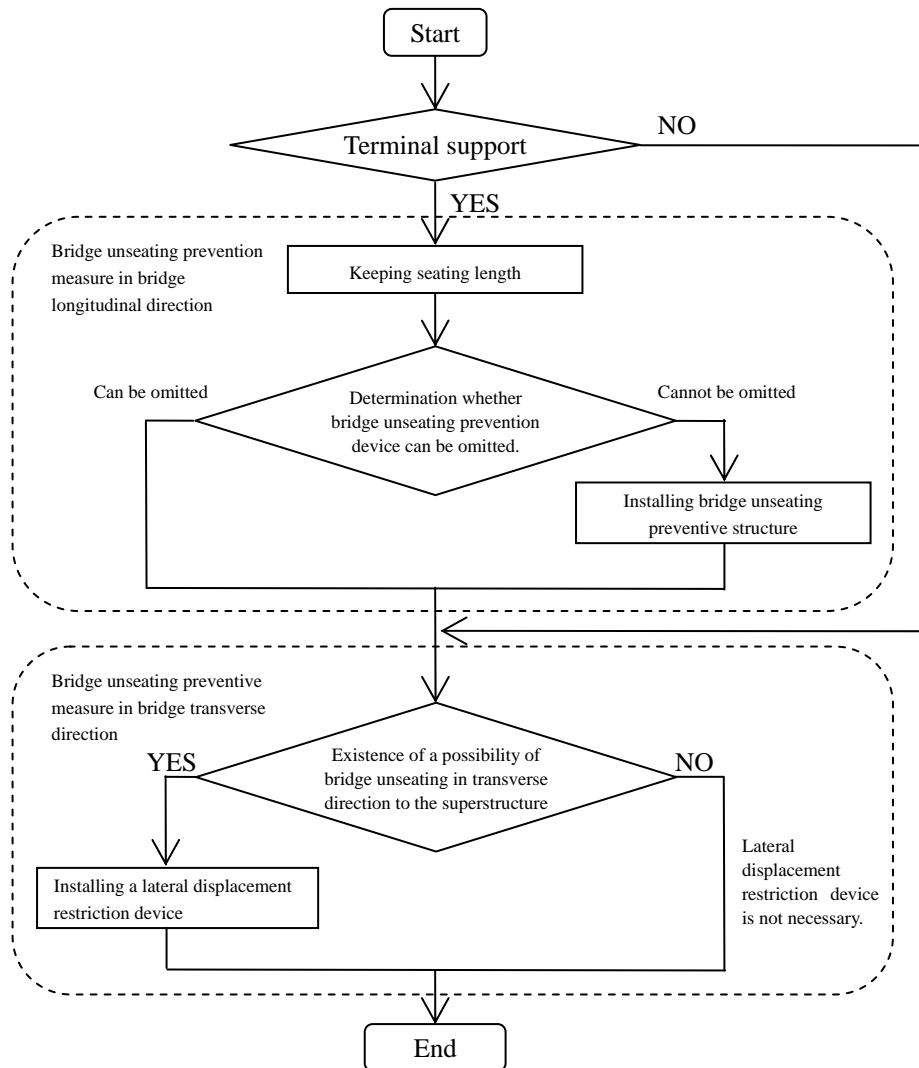 Start
Terminal support
NO
YES
Bridge unseating prevention
measure in bridge
longitudinal direction
Keeping seating length
Can be omitted
Determination whether
bridge unseating prevention
device can be omitted.
Cannot be omitted
Installing bridge unseating
preventive structure
Bridge unseating preventive
measure in bridge transverse
direction
YES
Existence of a possibility of
bridge unseating in transverse
direction to the superstructure
NO
Installing a lateral displacement
restriction device
Lateral
displacement
restriction device
is not necessary.
End